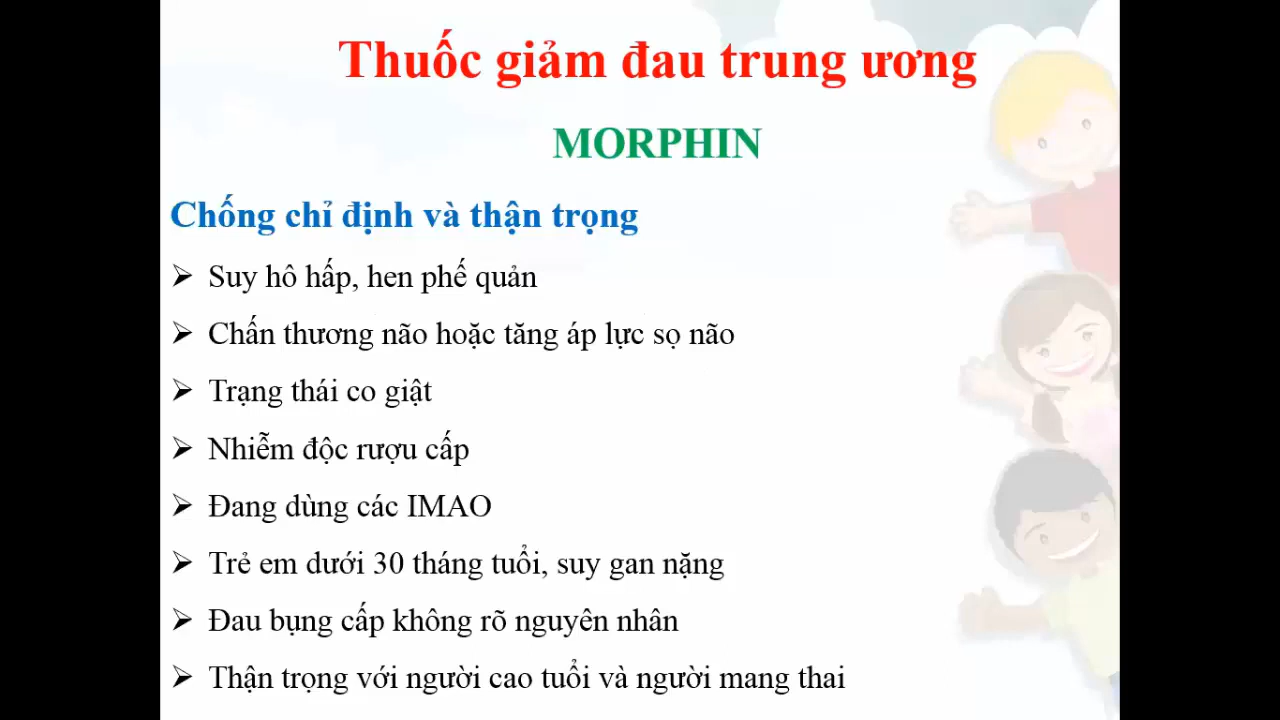 Thuốc giảm đau trung ương
MORPHIN
Chống chỉ định và thận trọng
➢ Suy hô hấp, hen phế quản
➢ Chấn thương não hoặc tăng áp lực sọ não
➢ Trạng thái co giật
➢ Nhiễm độc rượu cấp
➢ Đang dùng các IMAO
➢ Trẻ em dưới 30 tháng tuổi, suy gan nặng
➢ Đau bụng cấp không rõ nguyên nhân
➢ Thận trọng với người cao tuổi và người mang thai